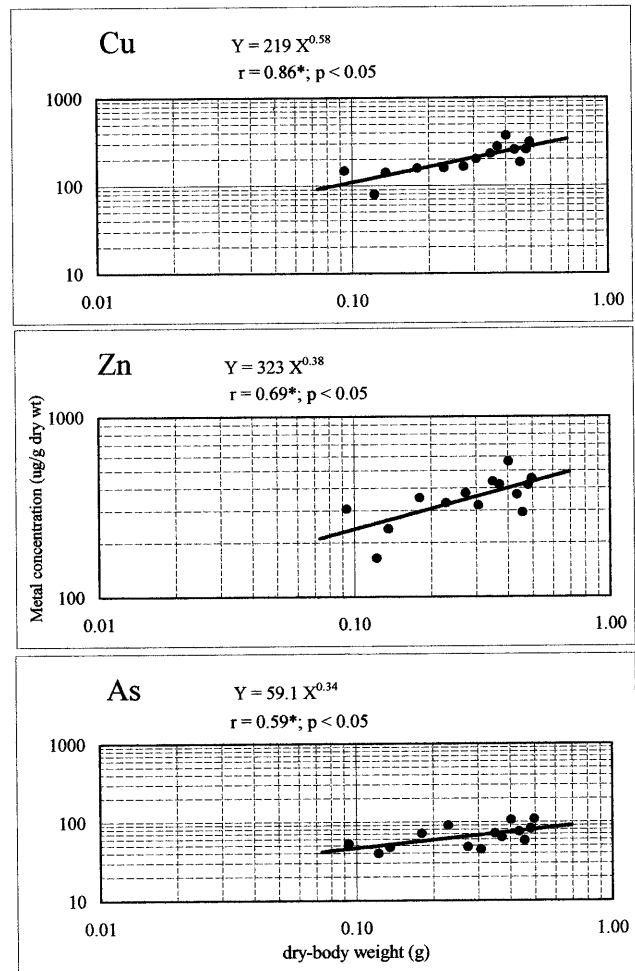 Cu
Y = 219 X^0.58
r = 0.86*; p < 0.05
1000
100
10
0.01 0.10 1.00
Zn
Y = 323 X^0.38
r = 0.69*; p < 0.05
Metal concentration (ug/g dry wt)
1000
100
0.01 0.10 1.00
As
Y = 59.1 X^0.34
r = 0.59*; p < 0.05
1000
100
10
0.01 0.10 1.00
dry-body weight (g)